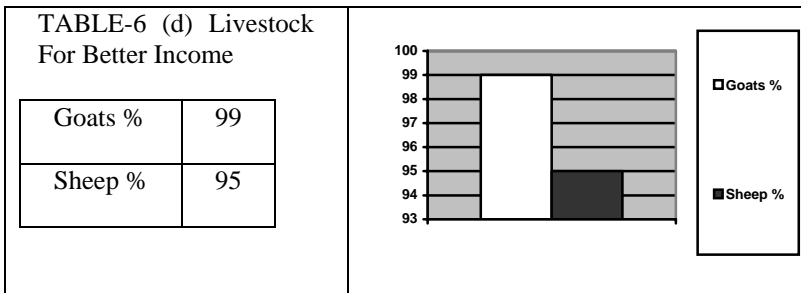 TABLE-6 (d) Livestock
For Better Income
Goats % 99
Sheep % 95
100
99
98
97
96
95
94
93
Goats %
Sheep %